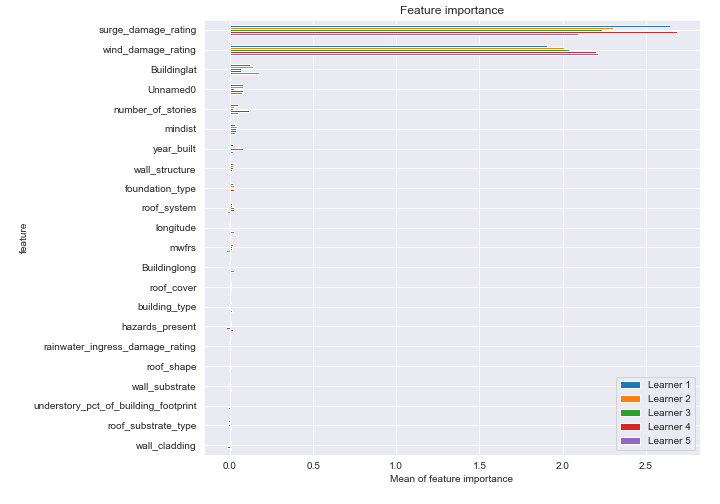 Feature importance
surge_damage_rating
wind_damage_rating
Buildinglat
Unnamed0
number_of_stories
mindist
year_built
wall_structure
foundation_type
roof_system
longitude
mwfrs
Buildinglong
roof_cover
building_type
hazards_present
rainwater_ingress_damage_rating
roof_shape
wall_substrate
understory_pct_of_building_footprint
roof_substrate_type
wall_cladding
feature
Learner 1
Learner 2
Learner 3
Learner 4
Learner 5
0.0 0.5 1.0 1.5 2.0 2.5
Mean of feature importance